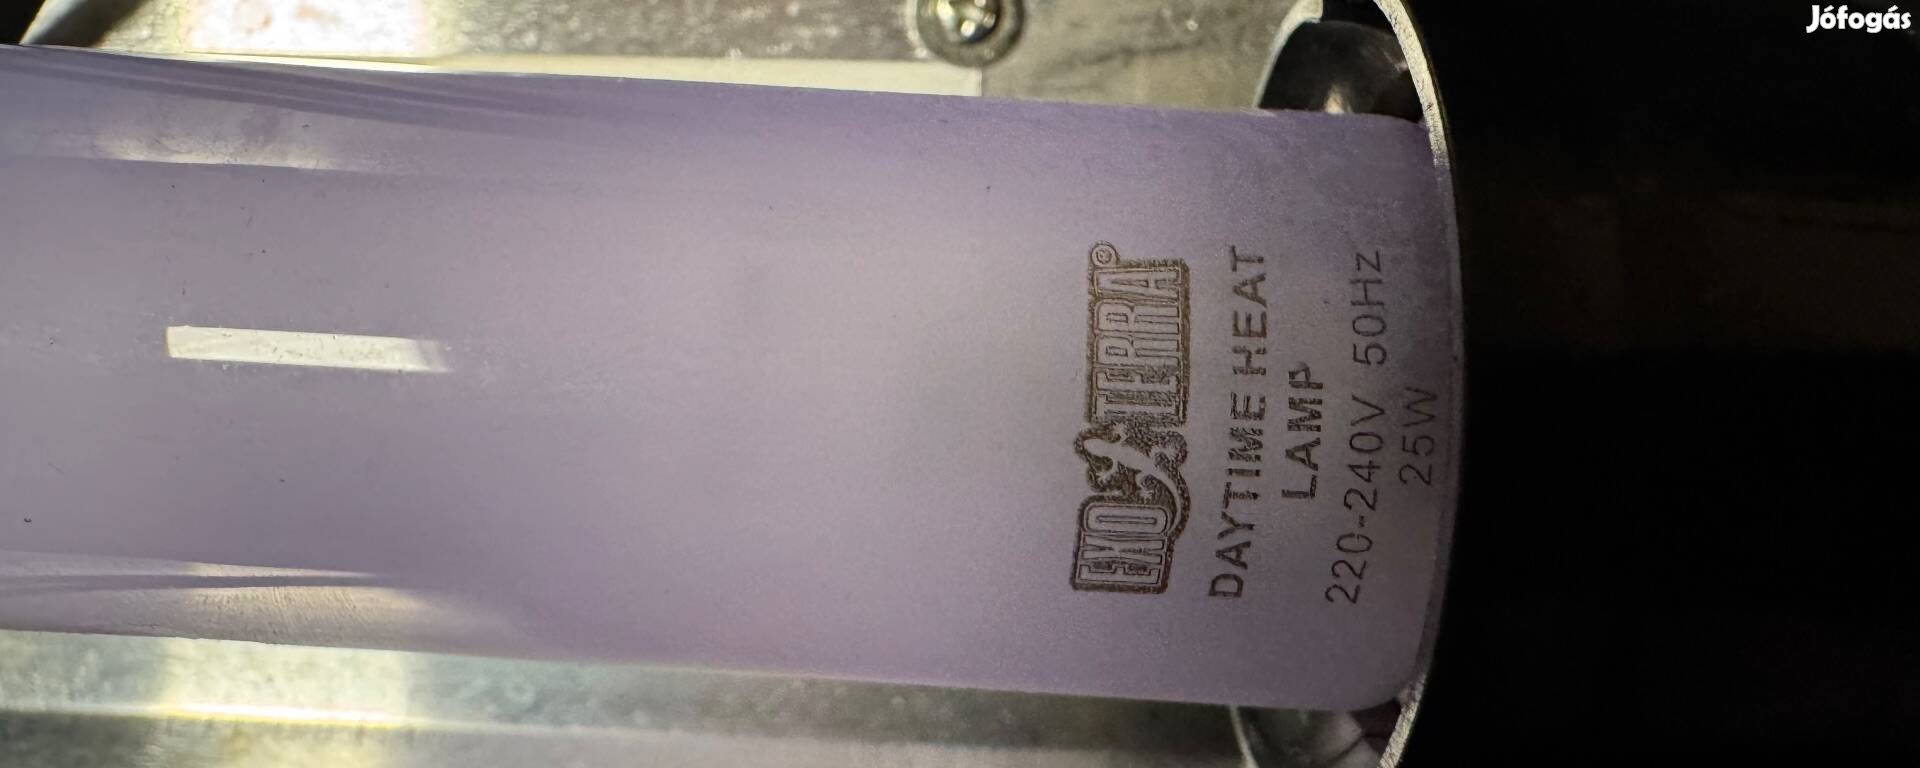 Jófogás
EXO TERRA®
DAYTIME HEAT
LAMP
220-240V 50Hz
25W